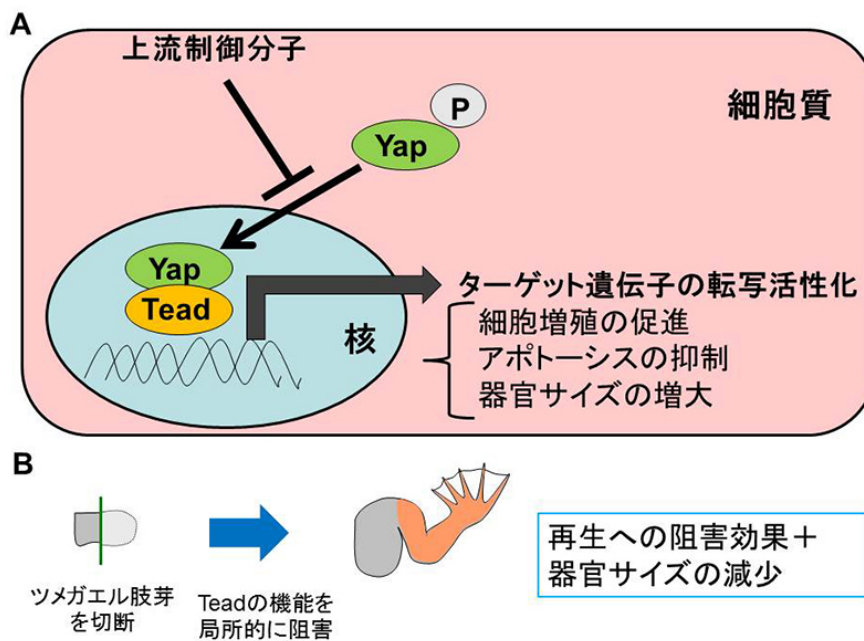 A
上流制御分子
P
Yap
細胞質
Yap
Tead
核
ターゲット遺伝子の転写活性化
細胞増殖の促進
アポトーシスの抑制
器官サイズの増大
B
ツメガエル肢芽
を切断
Teadの機能を
局所的に阻害
再生への阻害効果＋
器官サイズの減少